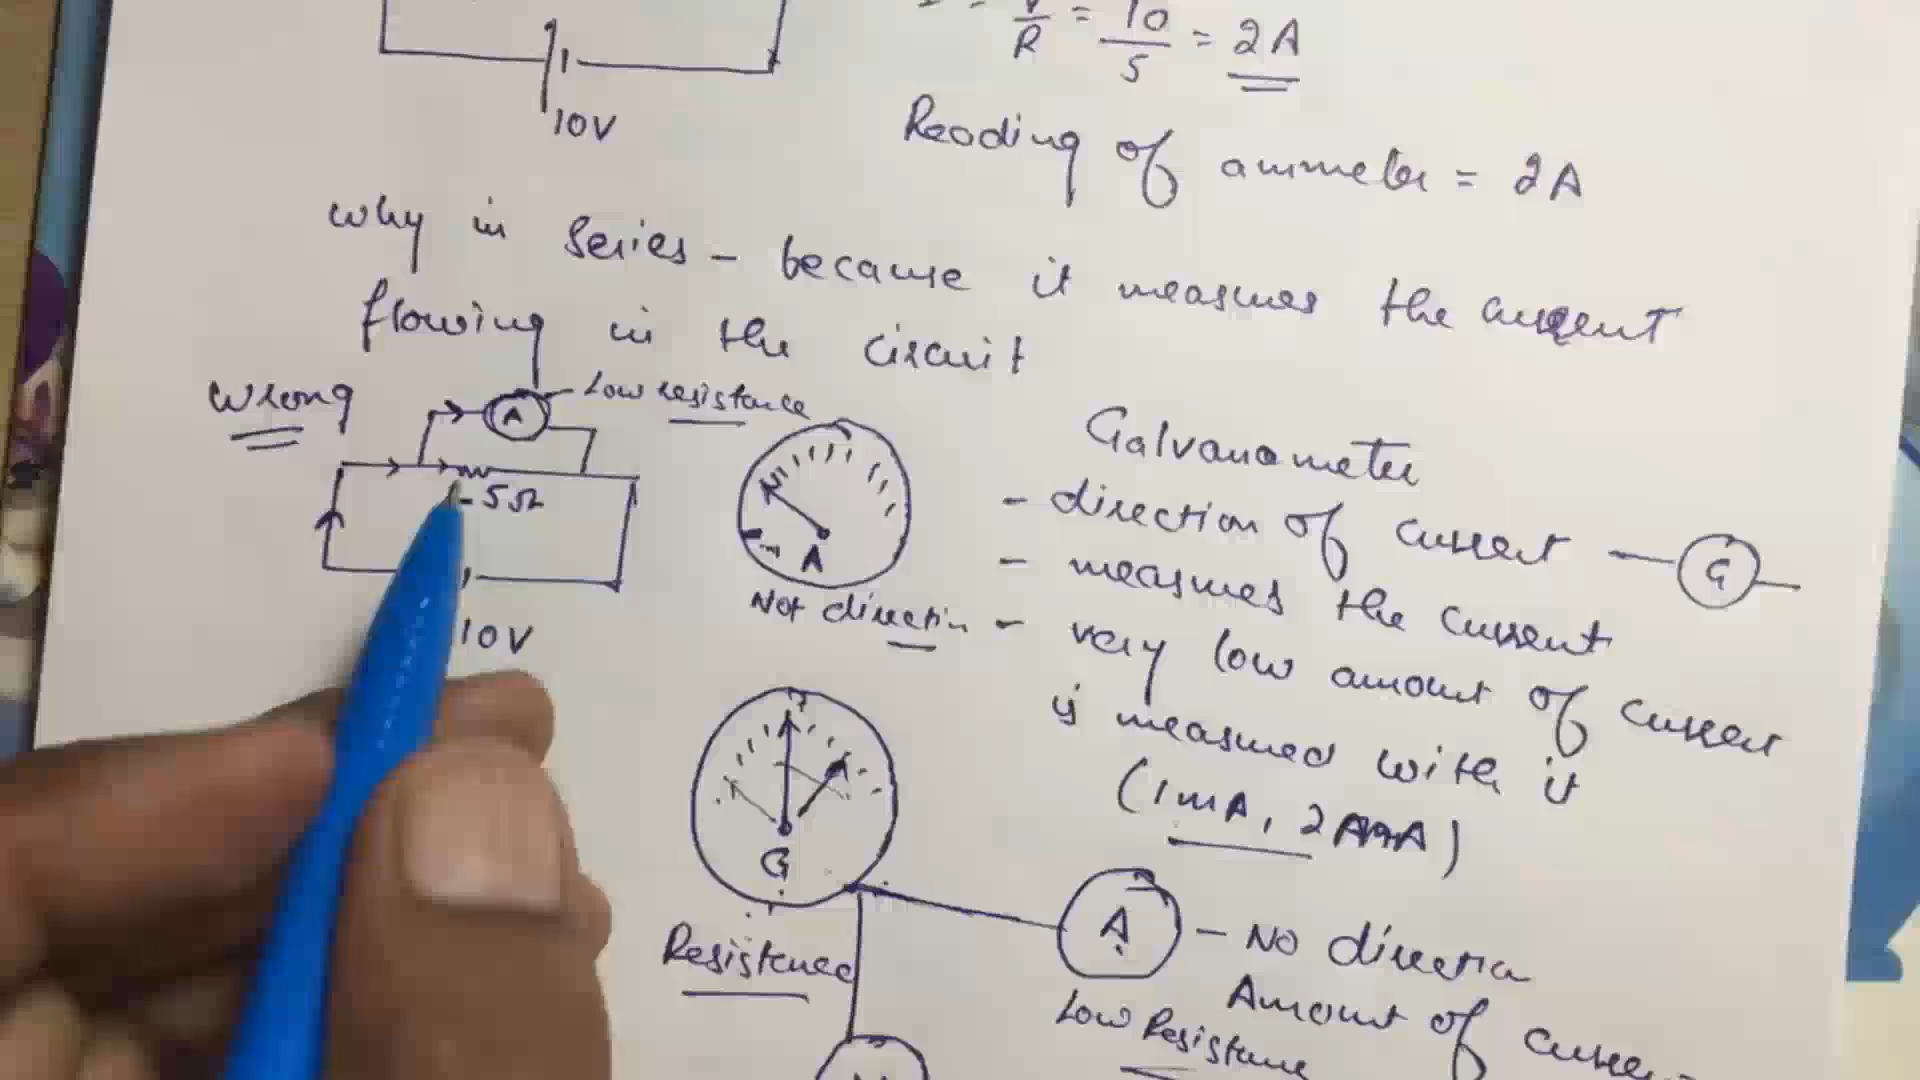 V/R = 10/5 = 2A
10V
Reading of ammeter = 2A
why in series - because it measures the current
flowing in the circuit
wrong
A
Low resistance
5Ω
10V
A
Not direction
Galvanometer
- direction of current
G
- measures the current
- very low amount of current
is measured with it
(1mA, 2
G
Resistance
A
- No direction
Amount of current
Low Resistance